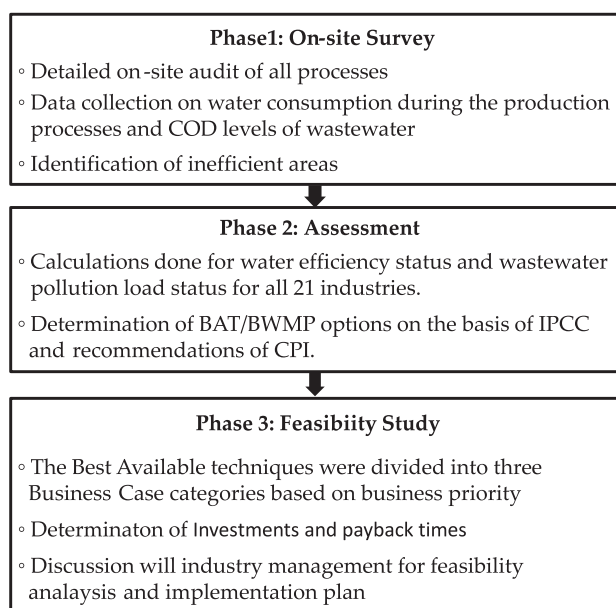 Phase1: On-site Survey
◦ Detailed on-site audit of all processes
◦ Data collection on water consumption during the production
processes and COD levels of wastewater
◦ Identification of inefficient areas
Phase 2: Assessment
◦ Calculations done for water efficiency status and wastewater
pollution load status for all 21 industries.
◦ Determination of BAT/BWMP options on the basis of IPCC
and recommendations of CPI.
Phase 3: Feasibiity Study
◦ The Best Available techniques were divided into three
Business Case categories based on business priority
◦ Determinaton of Investments and payback times
◦ Discussion will industry management for feasibility
analaysis and implementation plan